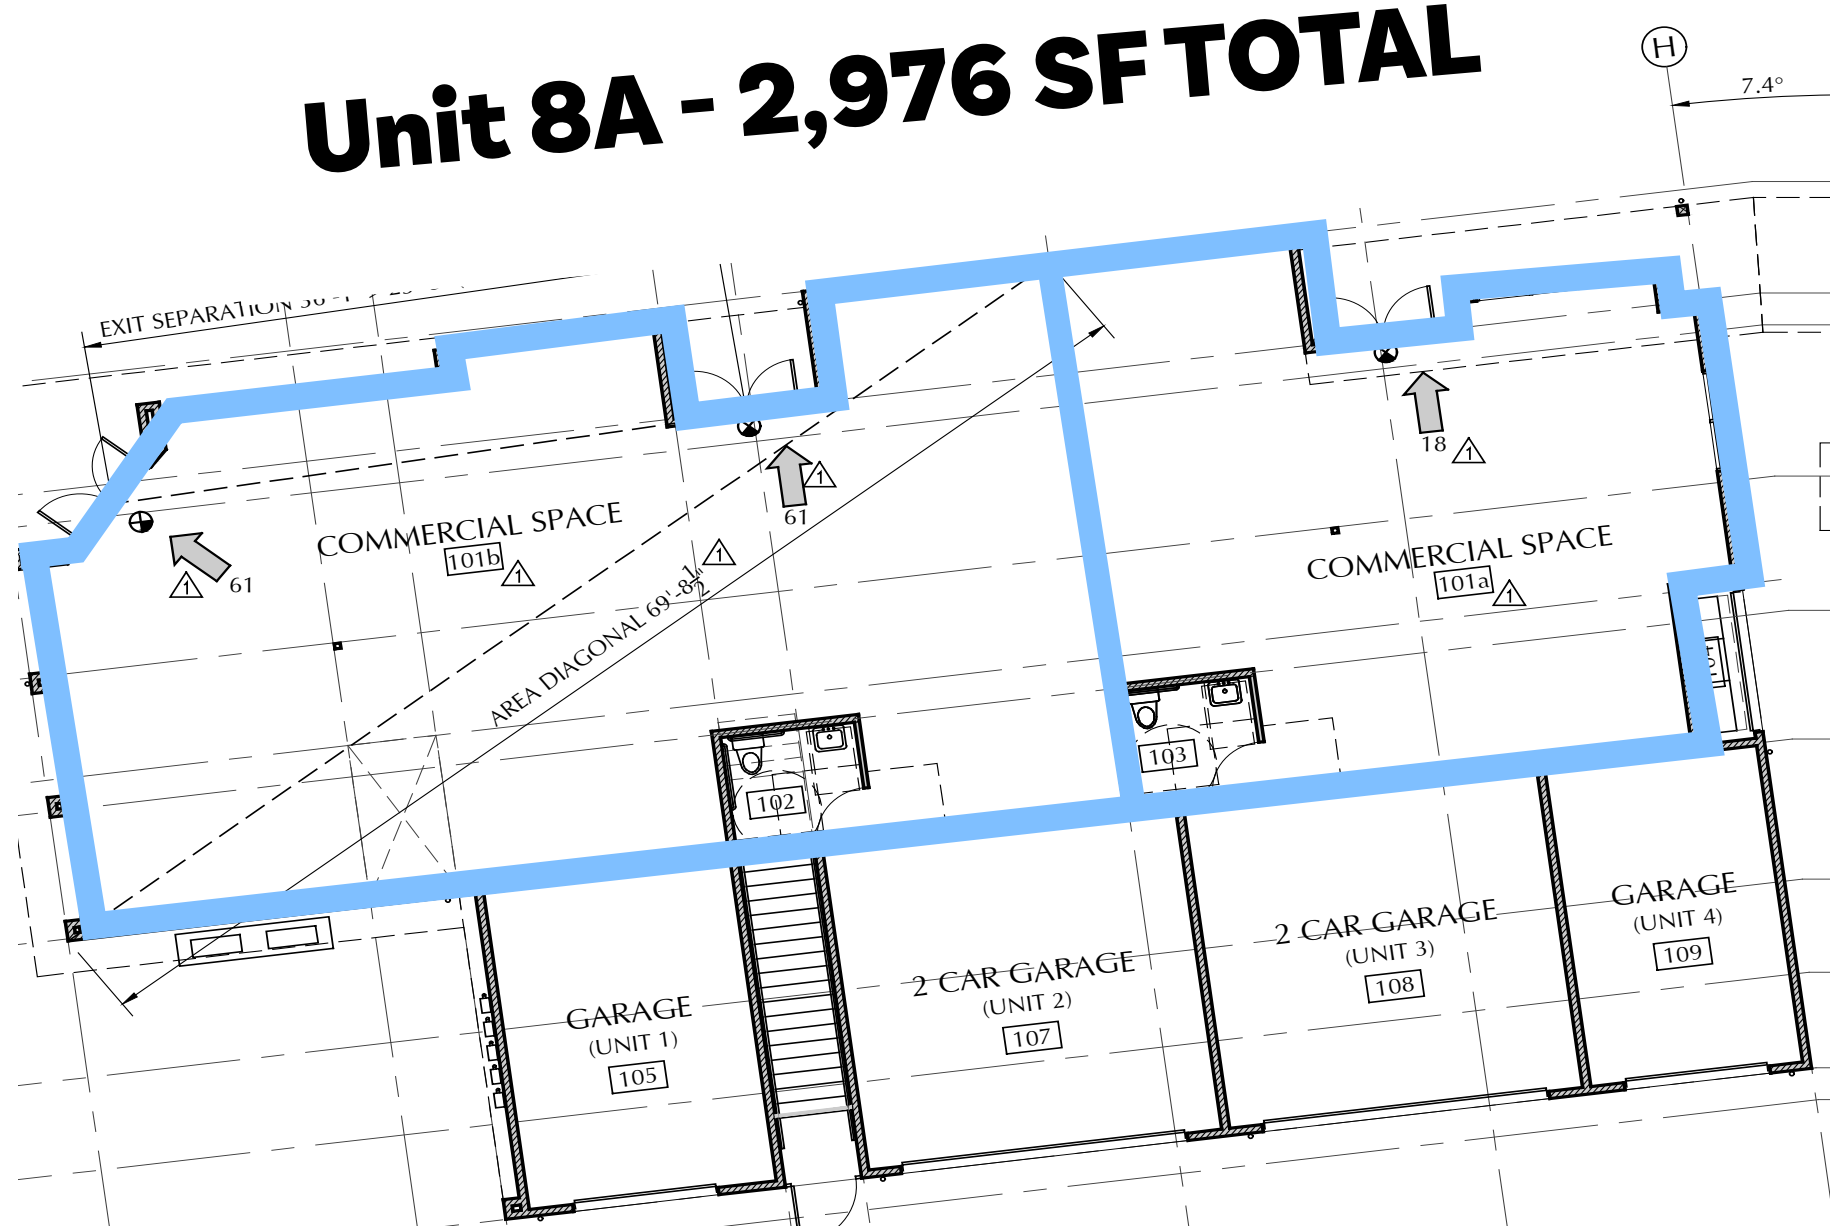 Unit 8A - 2,976 SF TOTAL
H
7.4°
EXIT SEPARATION
18
1
61
1
COMMERCIAL SPACE
101b
1
1
61
COMMERCIAL SPACE
101a
1
1
AREA DIAGONAL 69'-8 1/2"
103
102
GARAGE
(UNIT 4)
109
2 CAR GARAGE
(UNIT 3)
108
2 CAR GARAGE
(UNIT 2)
107
GARAGE
(UNIT 1)
105